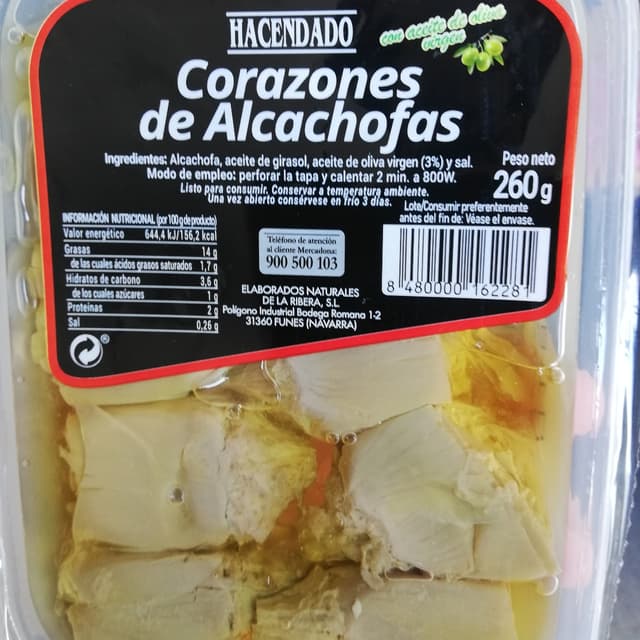 HACENDADO
con aceite de oliva
virgen
Corazones
de Alcachofas
Ingredientes: Alcachofa, aceite de girasol, aceite de oliva virgen (3%) y sal.
Modo de empleo: perforar la tapa y calentar 2 min. a 800W.
Listo para consumir. Conservar a temperatura ambiente.
Una vez abierto consérvese en frío 3 días.
Peso neto
260g
Lote/Consumir preferentemente
antes del fin de: Véase el envase.
INFORMACIÓN NUTRICIONAL (por 100 g de producto)
Valor energético 644,4 kJ/156,2 kcal
Grasas 14 g
de las cuales ácidos grasos saturados 1,7 g
Hidratos de carbono 3,6 g
de los cuales azúcares 1 g
Proteínas 2 g
Sal 0,25 g
Teléfono de atención
al cliente Mercadona:
900 500 103
ELABORADOS NATURALES
DE LA RIBERA, S.L.
Polígono Industrial Bodega Romana 1-2
31360 FUNES (NAVARRA)
8 480000 162281